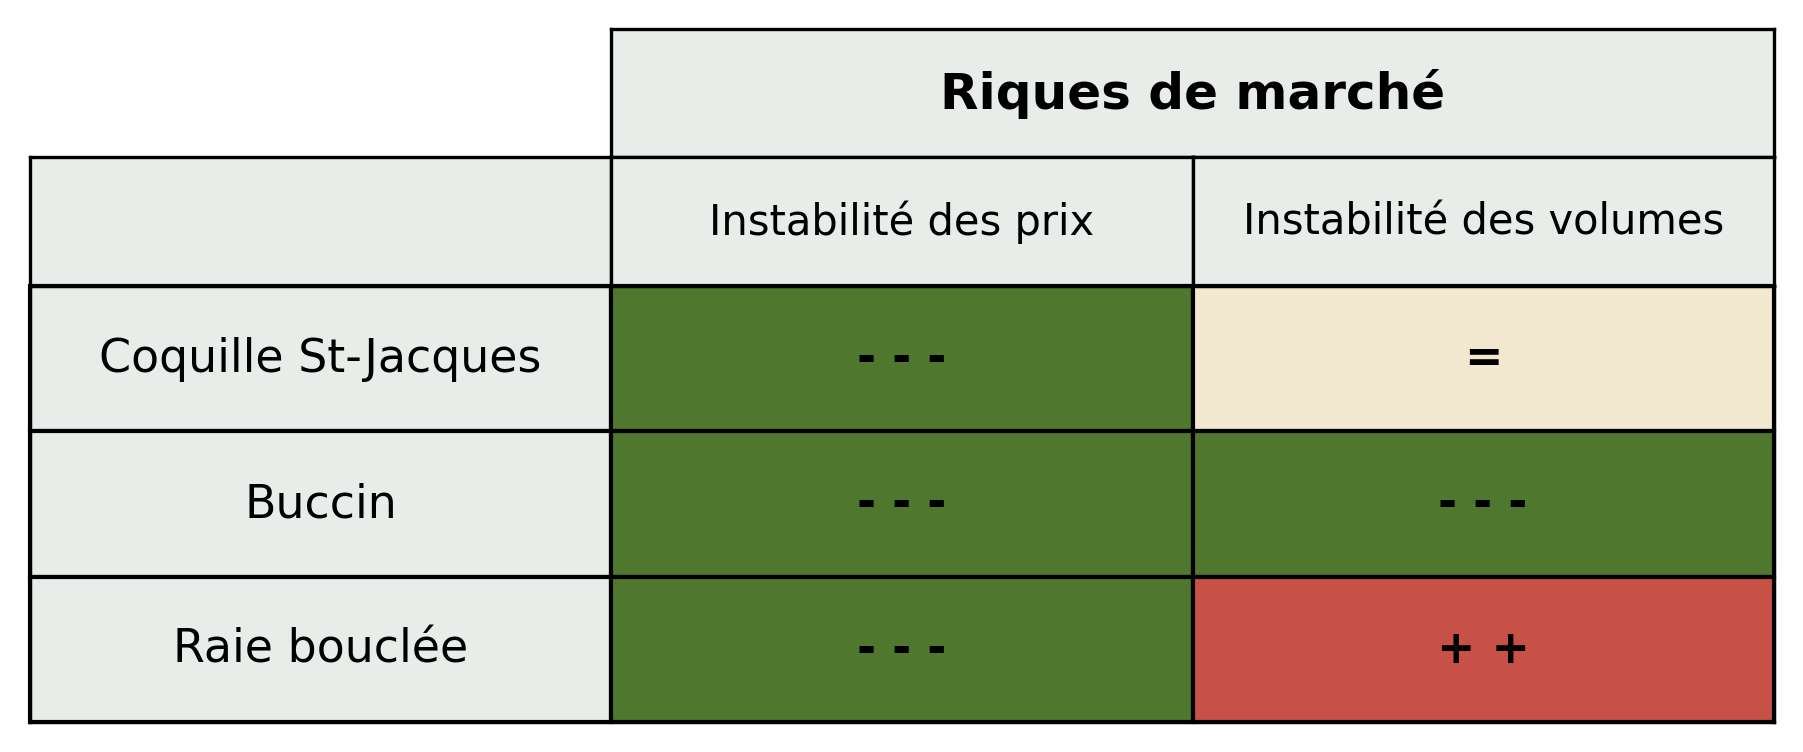 Riques de marché
Instabilité des prix
Instabilité des volumes
Coquille St-Jacques
- - -
=
Buccin
- - -
- - -
Raie bouclée
- - -
+ +